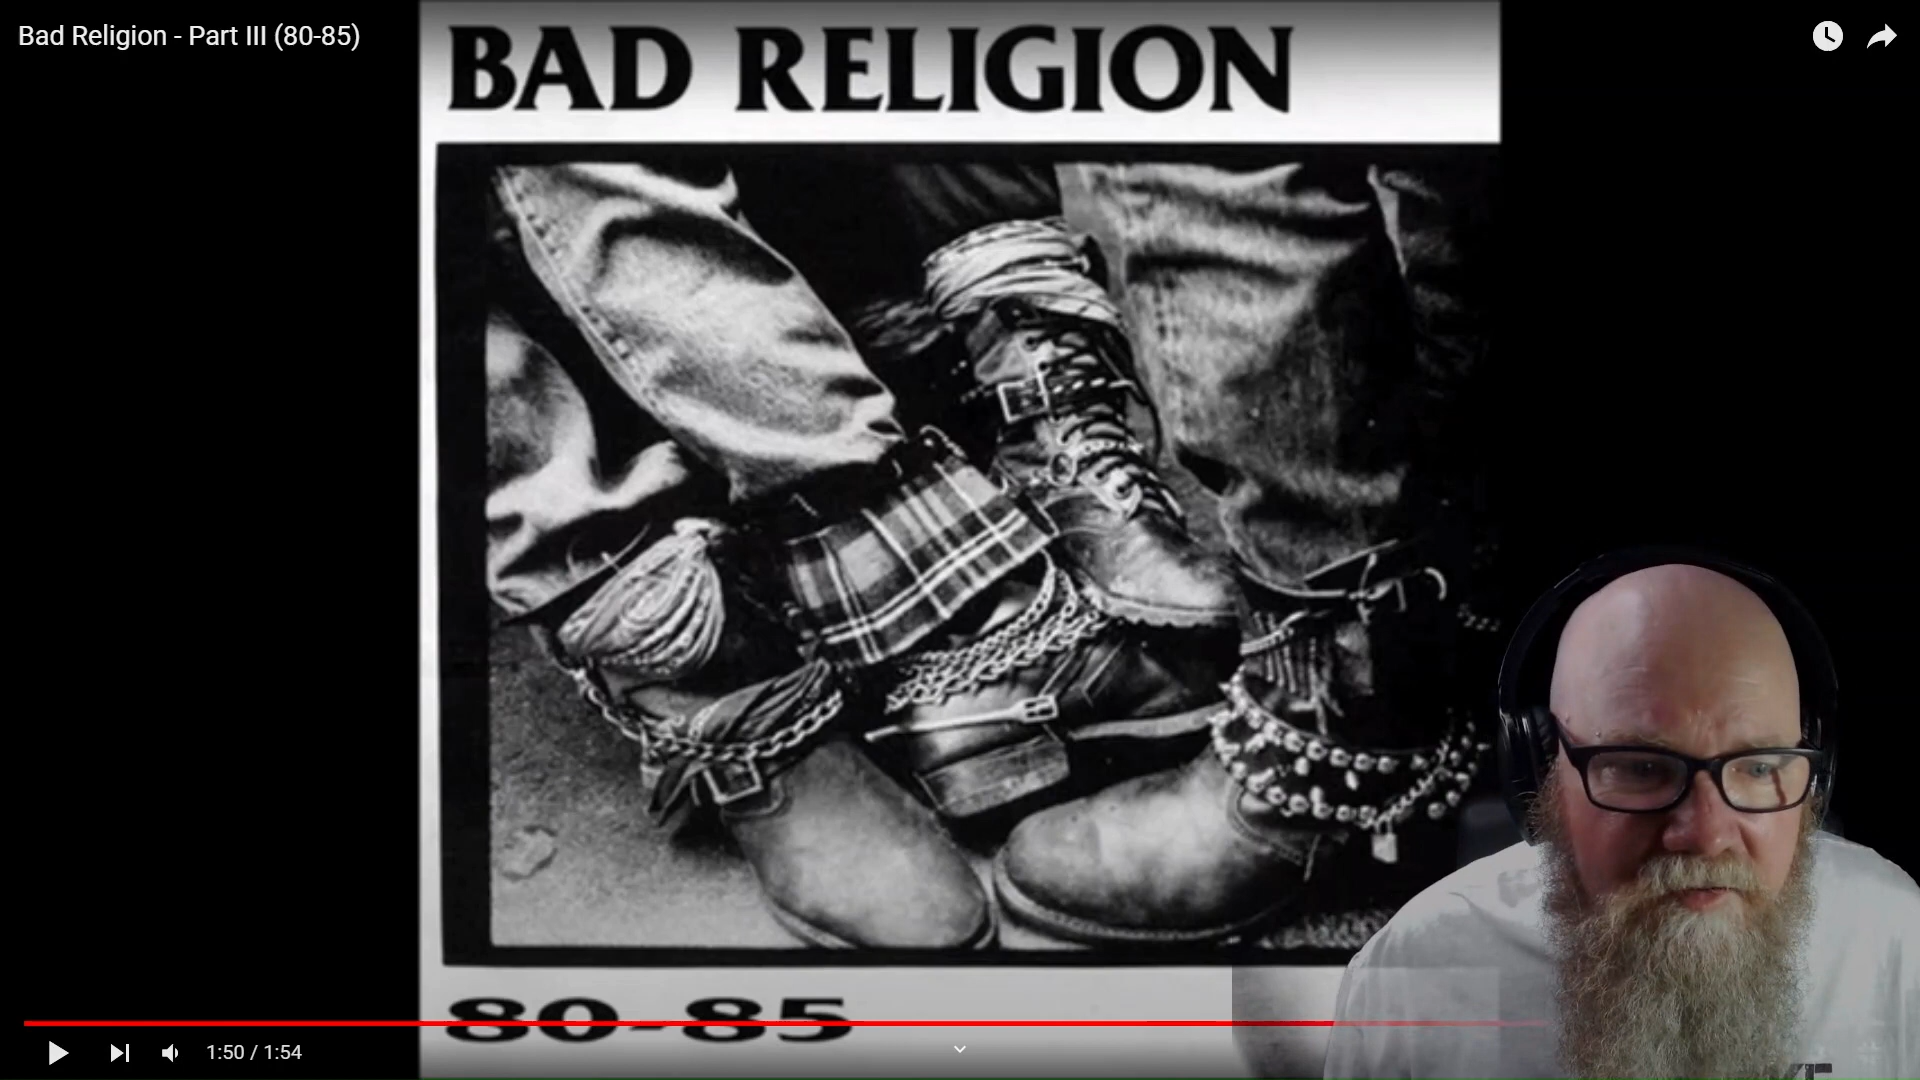 Bad Religion - Part III (80-85)
BAD RELIGION
80-85
1:50 / 1:54